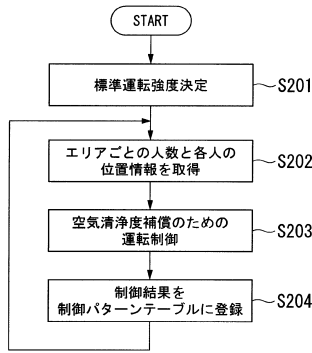 START
標準運転強度決定
S201
エリアごとの人数と各人の
位置情報を取得
S202
空気清浄度補償のための
運転制御
S203
制御結果を
制御パターンテーブルに登録
S204